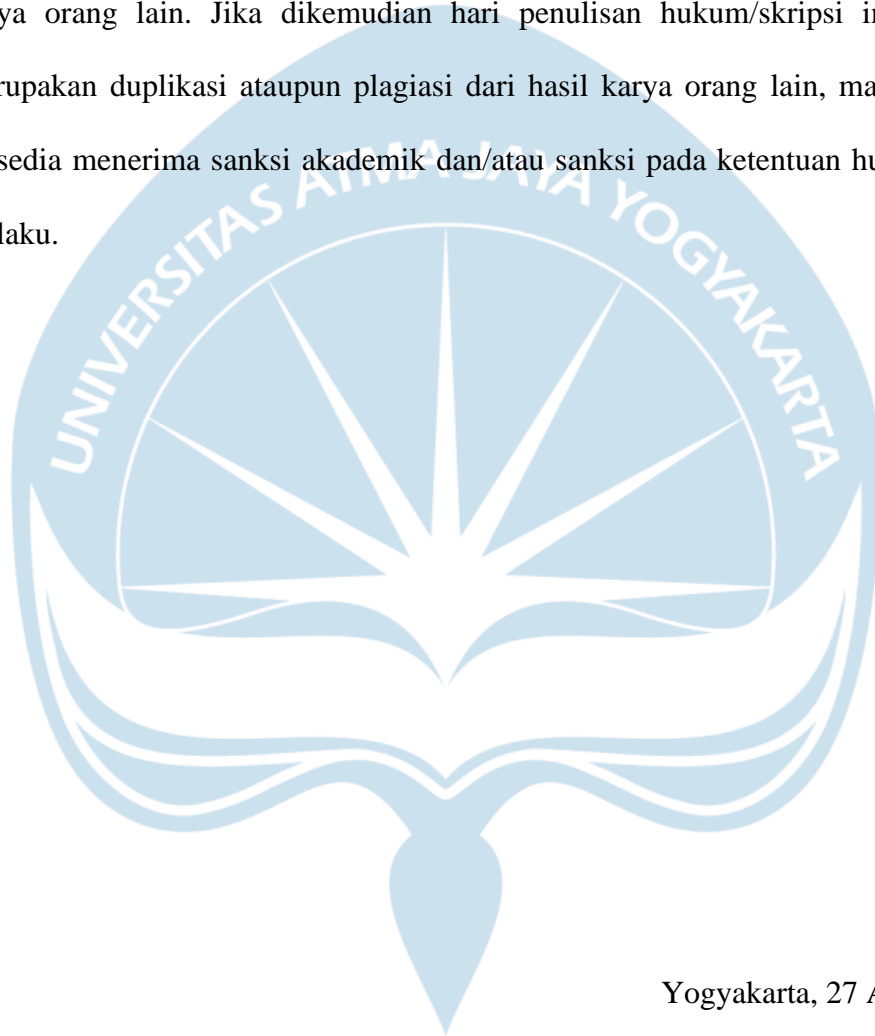 ya orang lain. Jika dikemudian hari penulisan hukum/skripsi in
rupakan duplikasi ataupun plagiasi dari hasil karya orang lain, ma
sedia menerima sanksi akademik dan/atau sanksi pada ketentuan hu
laku.
UNIVERSITAS ATMA JAYA YOGYAKARTA
Yogyakarta, 27 A